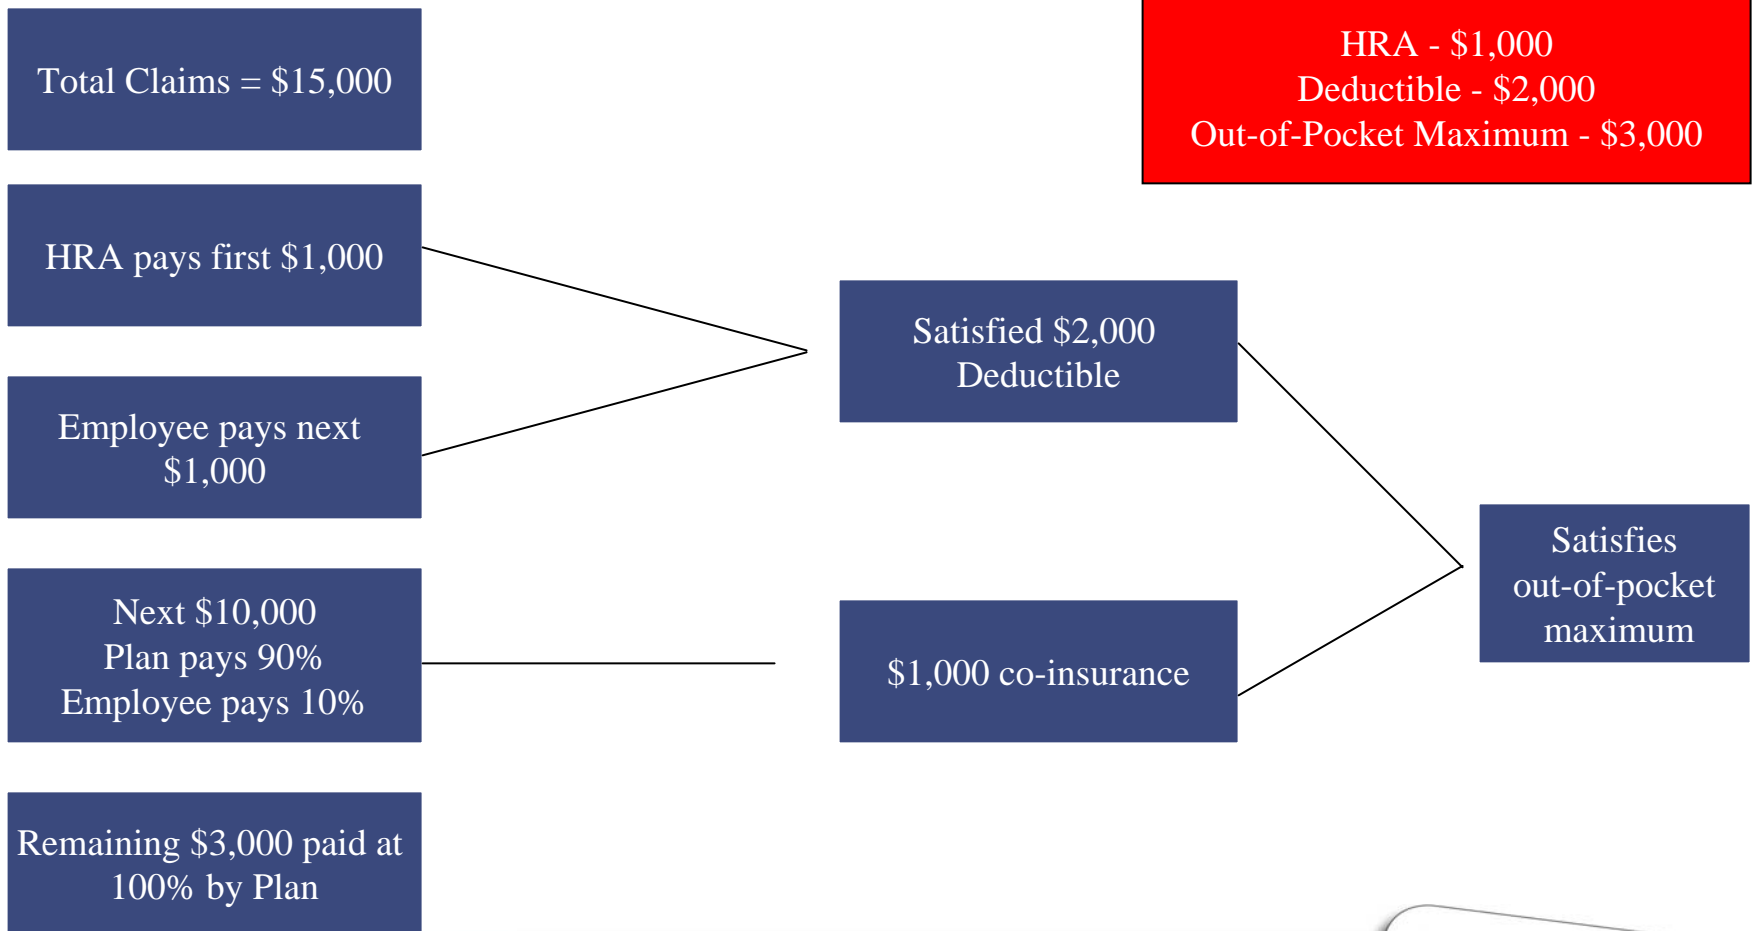 Total Claims = $15,000
HRA - $1,000
Deductible - $2,000
Out-of-Pocket Maximum - $3,000
HRA pays first $1,000
Employee pays next
$1,000
Satisfied $2,000
Deductible
Next $10,000
Plan pays 90%
Employee pays 10%
$1,000 co-insurance
Satisfies
out-of-pocket
maximum
Remaining $3,000 paid at
100% by Plan